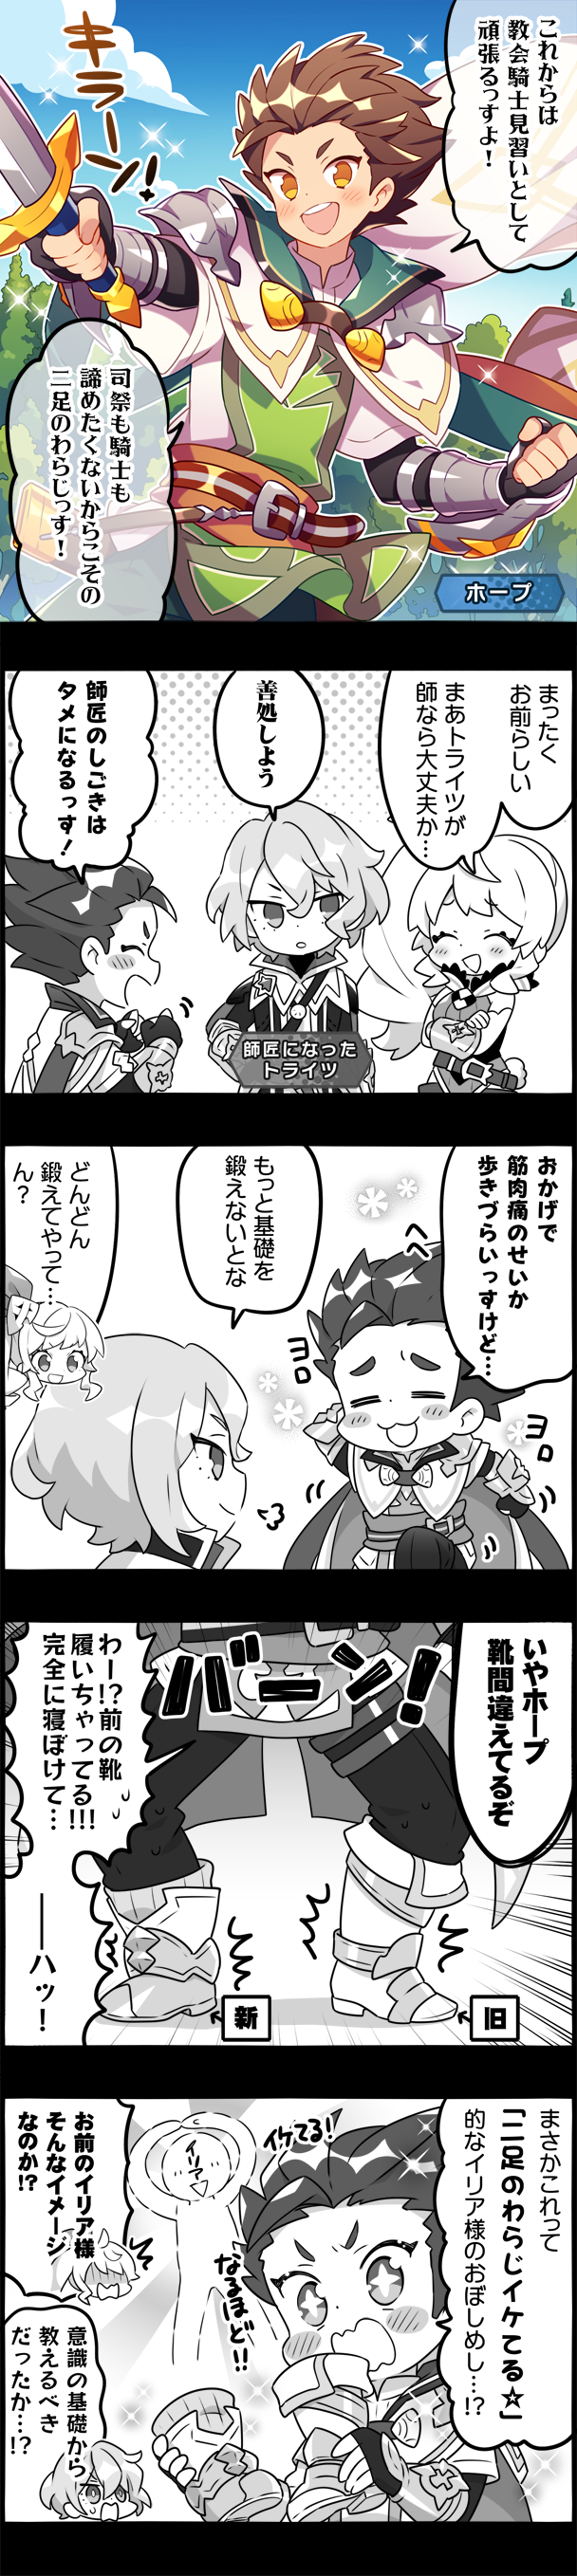 これからは
教会騎士見習いとして
頑張るっすよ！
キラーン！
司祭も騎士も
諦めたくないからこその
二足のわらじっす！
ホープ
まったく
お前らしい
まあトライツが
師なら大丈夫か…
善処しよう
師匠のしごきは
タメになるっす！
師匠になった
トライツ
おかげで
筋肉痛のせいか
歩きづらいっすけど…
ヨロ
ヨロ
もっと基礎を
鍛えないとな
どんどん
鍛えてやって…
ん？
いやホープ
靴間違えてるぞ
バーン！
わー!?前の靴
履いちゃってる!!!
完全に寝ぼけて…
――ハッ！
旧
新
まさかこれって
「二足のわらじイケてる☆」
的なイリア様のおぼしめし…!?
イケてる！
イリア
なるほど!!
お前のイリア様
そんなイメージ
なのか!?
意識の基礎から
教えるべき
だったか…!?